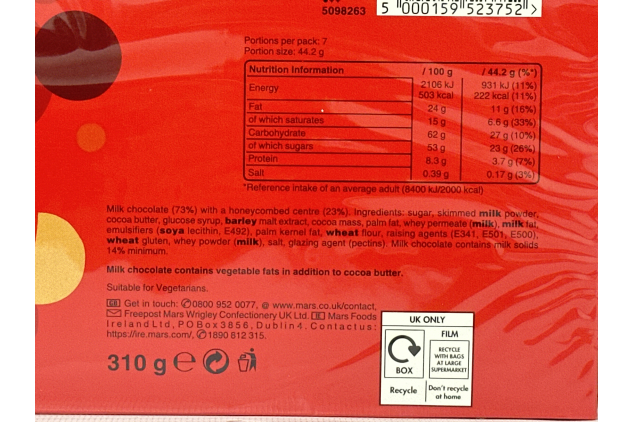 5098263
5 000159 523752 >
Portions per pack: 7
Portion size: 44.2 g
Nutrition Information / 100 g / 44.2 g (%*)
Energy 2106 kJ 931 kJ (11%)
503 kcal 222 kcal (11%)
Fat 24 g 11 g (16%)
of which saturates 15 g 6.6 g (33%)
Carbohydrate 62 g 27 g (10%)
of which sugars 53 g 23 g (26%)
Protein 8.3 g 3.7 g (7%)
Salt 0.39 g 0.17 g (3%)
*Reference intake of an average adult (8400 kJ/2000 kcal)
Milk chocolate (73%) with a honeycombed centre (23%). Ingredients: sugar, skimmed milk powder,
cocoa butter, glucose syrup, barley malt extract, cocoa mass, palm fat, whey permeate (milk), milk fat,
emulsifiers (soya lecithin, E492), palm kernel fat, wheat flour, raising agents (E341, E501, E500),
wheat gluten, whey powder (milk), salt, glazing agent (pectins). Milk chocolate contains milk solids
14% minimum.
Milk chocolate contains vegetable fats in addition to cocoa butter.
Suitable for Vegetarians.
GB Get in touch: 0800 952 0077, @ www.mars.co.uk/contact,
Freepost Mars Wrigley Confectionery UK Ltd. IE Mars Foods
Ireland Ltd, PO Box 3856, Dublin 4. Contact us:
https://ire.mars.com/, 1890 812 315.
310 g e
UK ONLY
BOX
Recycle
FILM
RECYCLE
WITH BAGS
AT LARGE
SUPERMARKET
Don't recycle
at home